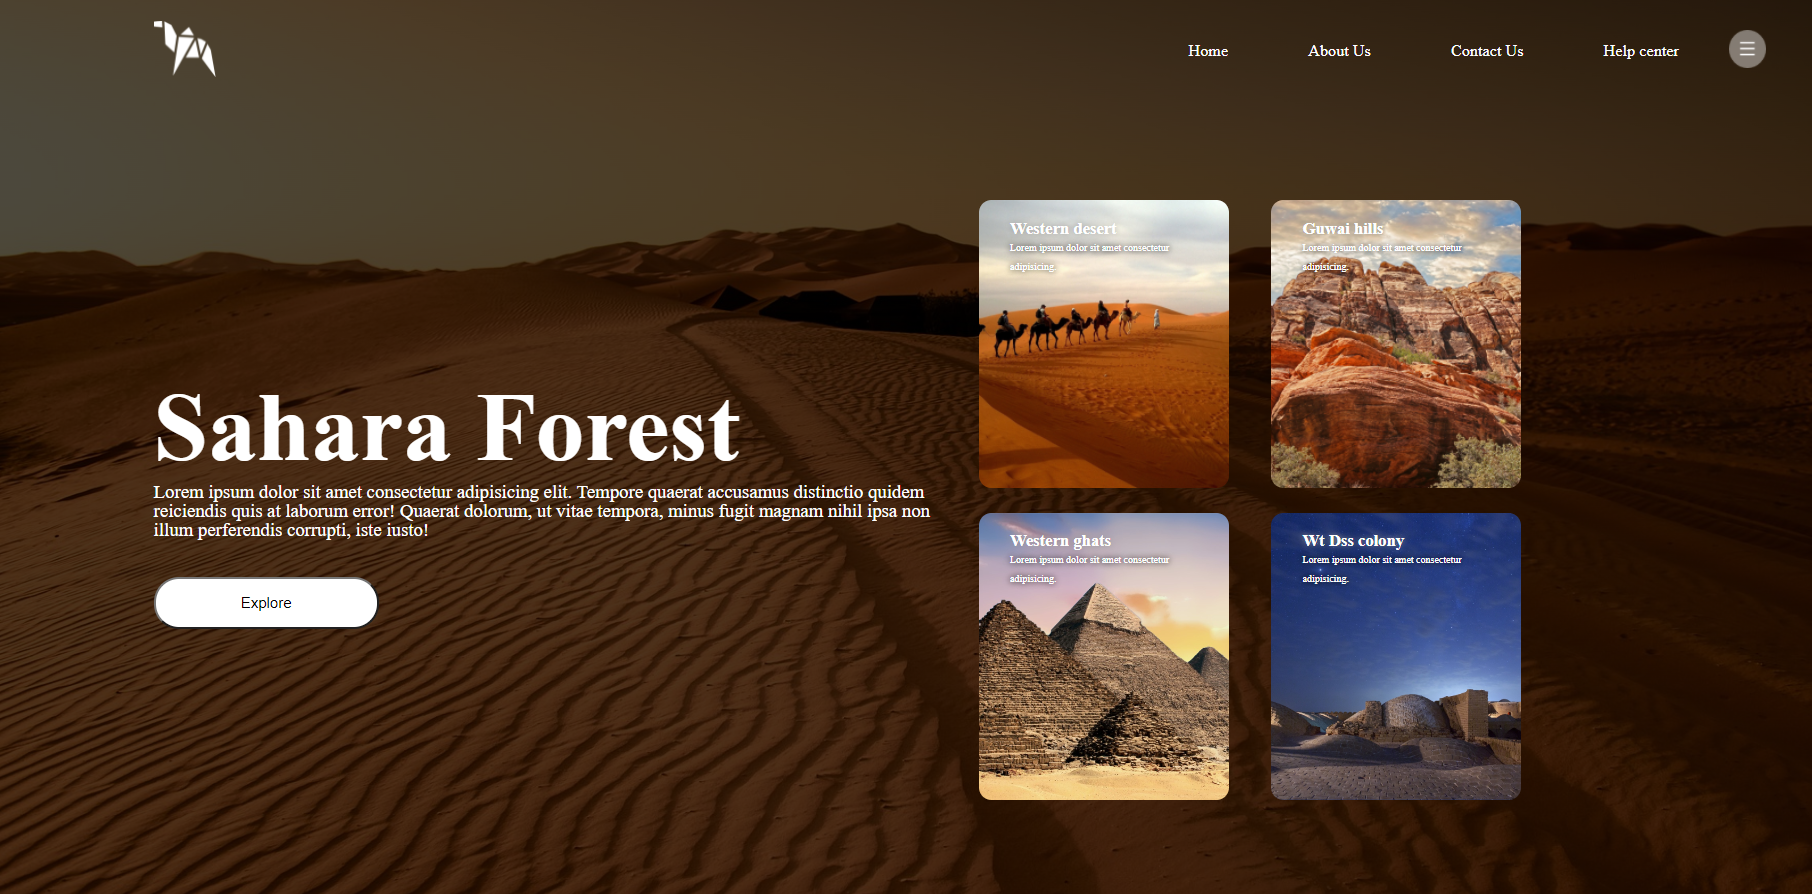 Home
About Us
Contact Us
Help center
Sahara Forest
Lorem ipsum dolor sit amet consectetur adipisicing elit. Tempore quaerat accusamus distinctio quidem
reiciendis quis at laborum error! Quaerat dolorum, ut vitae tempora, minus fugit magnam nihil ipsa non
illum perferendis corrupti, iste iusto!
Explore
Western desert
Lorem ipsum dolor sit amet consectetur
adipisicing.
Guwai hills
Lorem ipsum dolor sit amet consectetur
adipisicing.
Western ghats
Lorem ipsum dolor sit amet consectetur
adipisicing.
Wt Dss colony
Lorem ipsum dolor sit amet consectetur
adipisicing.